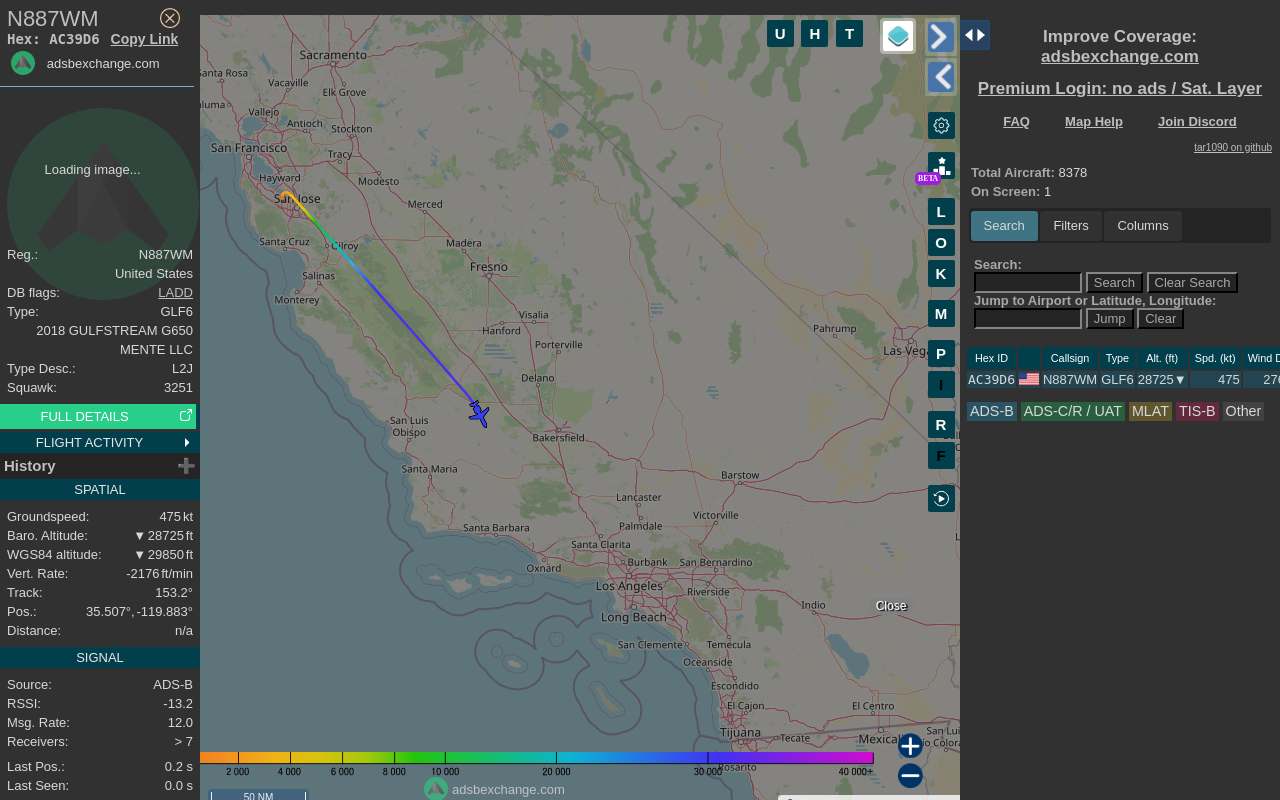 N887WM
Hex: AC39D6 Copy Link
adsbexchange.com
Loading image...
Reg.: N887WM
United States
DB flags: LADD
Type: GLF6
2018 GULFSTREAM G650
MENTE LLC
Type Desc.: L2J
Squawk: 3251
FULL DETAILS
FLIGHT ACTIVITY
History
SPATIAL
Groundspeed: 475 kt
Baro. Altitude: ▼ 28725 ft
WGS84 altitude: ▼ 29850 ft
Vert. Rate: -2176 ft/min
Track: 153.2°
Pos.: 35.507°, -119.883°
Distance: n/a
SIGNAL
Source: ADS-B
RSSI: -13.2
Msg. Rate: 12.0
Receivers: > 7
Last Pos.: 0.2 s
Last Seen: 0.0 s
U H T
Sacramento
Santa Rosa
Vacaville
Elk Grove
aluma
Vallejo
Antioch
Stockton
San Francisco
Tracy
Hayward
Modesto
San Jose
Merced
Santa Cruz
Gilroy
Madera
Salinas
Fresno
Monterey
Visalia
Hanford
Porterville
Pahrump
Las Vega
Delano
San Luis
Obispo
Bakersfield
Santa Maria
Barstow
Lancaster
Victorville
Palmdale
Santa Barbara
Santa Clarita
Oxnard
Burbank
San Bernardino
Los Angeles
Riverside
Long Beach
Indio
Close
San Clemente
Temecula
Oceanside
Escondido
El Cajon
El Centro
Tijuana
Tecate
Mexical
San Lui
Rosarito
BETA
L
O
K
M
P
I
R
F
2 000 4 000 6 000 8 000 10 000 20 000 30 000 40 000+
adsbexchange.com
50 NM
Improve Coverage:
adsbexchange.com
Premium Login: no ads / Sat. Layer
FAQ Map Help Join Discord
tar1090 on github
Total Aircraft: 8378
On Screen: 1
Search Filters Columns
Search:
Search Clear Search
Jump to Airport or Latitude, Longitude:
Jump Clear
Hex ID Callsign Type Alt. (ft) Spd. (kt) Wind D
AC39D6 N887WM GLF6 28725▼ 475 276
ADS-B ADS-C/R / UAT MLAT TIS-B Other